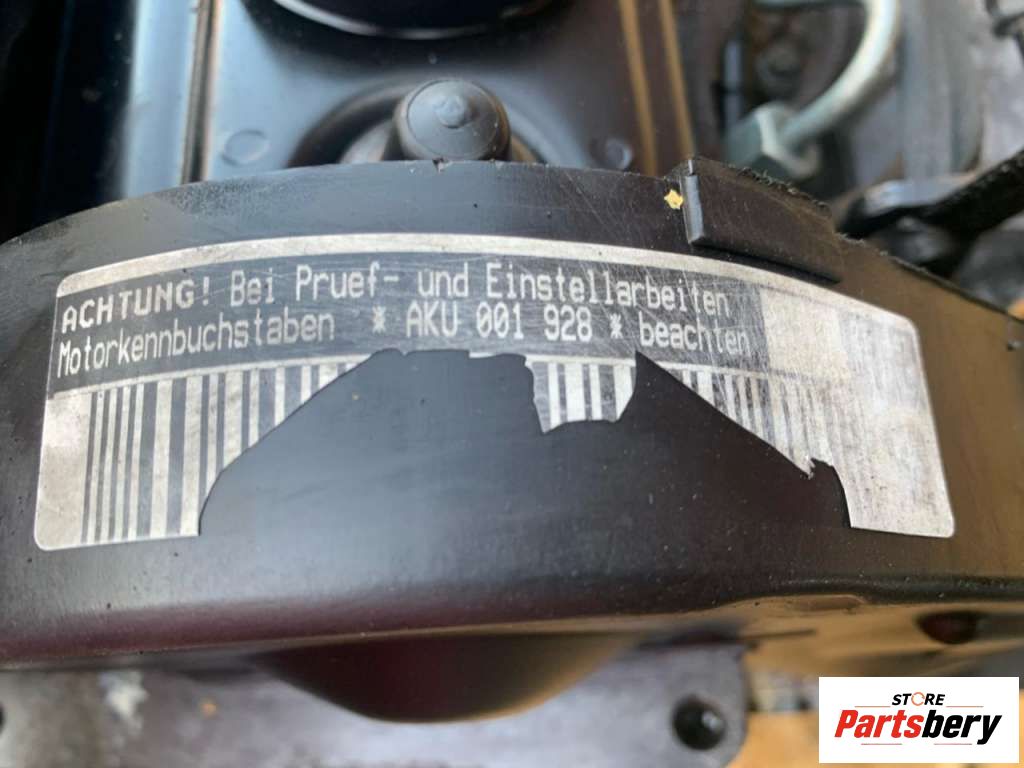 ACHTUNG! Bei Pruef- und Einstellarbeiten
Motorkennbuchstaben * AKU 001 928 * beachten
STORE
Partsbery